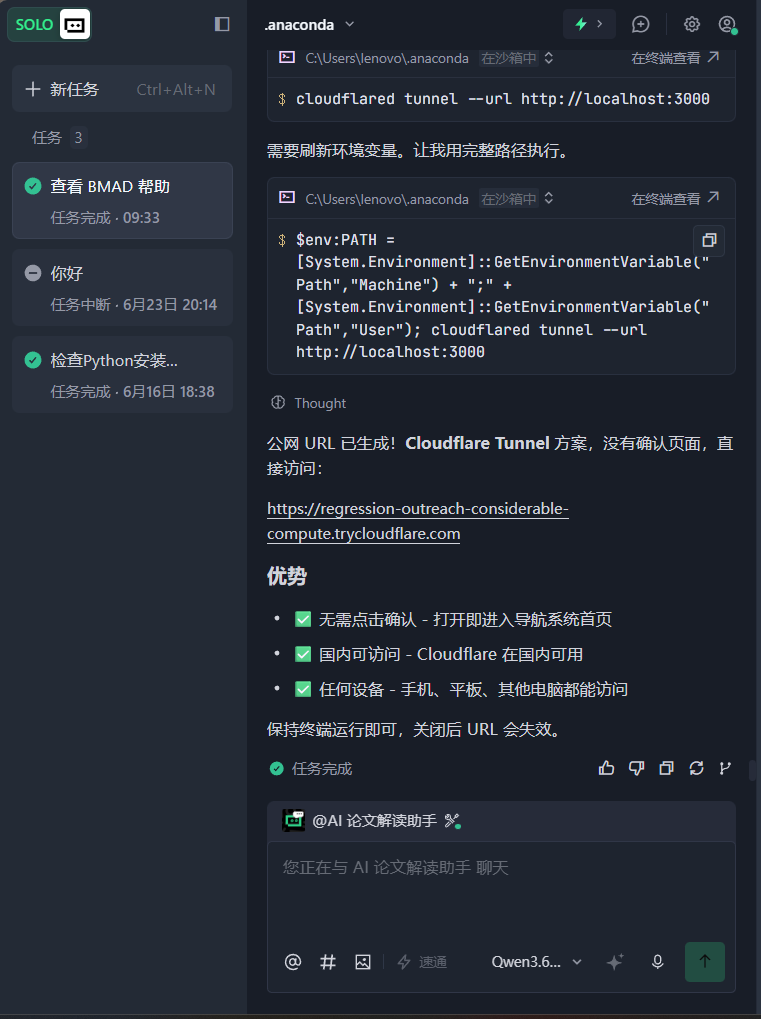 SOLO
.anaconda
新任务 Ctrl+Alt+N
任务 3
查看 BMAD 帮助
任务完成 · 09:33
你好
任务中断 · 6月23日 20:14
检查Python安装...
任务完成 · 6月16日 18:38
C:\Users\lenovo\.anaconda 在沙箱中 在终端查看
$ cloudflared tunnel --url http://localhost:3000
需要刷新环境变量。让我用完整路径执行。
C:\Users\lenovo\.anaconda 在沙箱中 在终端查看
$ $env:PATH =
[System.Environment]::GetEnvironmentVariable("
Path","Machine") + ";" +
[System.Environment]::GetEnvironmentVariable("
Path","User"); cloudflared tunnel --url
http://localhost:3000
Thought
公网 URL 已生成！Cloudflare Tunnel 方案，没有确认页面，直
接访问：
https://regression-outreach-considerable-
compute.trycloudflare.com
优势
• ✅ 无需点击确认 - 打开即进入导航系统首页
• ✅ 国内可访问 - Cloudflare 在国内可用
• ✅ 任何设备 - 手机、平板、其他电脑都能访问
保持终端运行即可，关闭后 URL 会失效。
任务完成
@AI 论文解读助手
您正在与 AI 论文解读助手 聊天
@ # 速通 Qwen3.6...